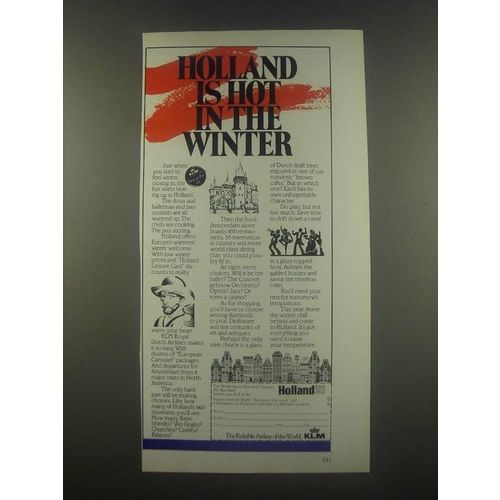 HOLLAND
IS HOT
IN THE
WINTER
Just when
you start to
feel winter
closing in, the
fun starts heat-
ing up in Holland.
The divas and
ballerinas and bas-
soonists are all
warmed up. The
chefs are cooking.
The jazz sizzling.
Holland offers
Europe's warmest
winter welcome.
With low winter
prices and "Holland
Leisure Card" dis-
counts to really
warm your heart.
KLM Royal
Dutch Airlines makes
it so easy. With
dozens of "European
Carousel" packages.
And departures for
Amsterdam from 8
major cities in North
America.
The only hard
part will be making
choices. Like how
many of Holland's 600
museums you'll see.
How many Rem-
brandts? Van Goghs?
Churches? Castles?
Palaces?
Then the food.
Amsterdam alone
boasts 450 restau-
rants, 35 internation-
al cuisines and more
world-class dining
than you could possi-
bly fit in.
At night, more
choices. Will it be the
ballet? The Concert-
gebouw Orchestra?
Opera? Jazz? Or
even a casino?
As for shopping,
you'll have to choose
among diamonds,
crystal, Delftware
and ten centuries of
art and antiques.
Perhaps the only
sure choice is a glass
of Dutch draft beer,
enjoyed in one of our
romantic "brown
cafes." But in which
one? Each has its
own unforgettable
character.
Do plan, but not
too much. Save time
to drift down a canal
in a glass topped
boat. Admire the
gabled houses and
savor the timeless
calm.
You'll need your
rest for tomorrow's
temptations.
This year, leave
the winter chill
behind and come
to Holland. It's got
everything you
need to raise
your temperature.
Holland
The Reliable Airline of the World. KLM